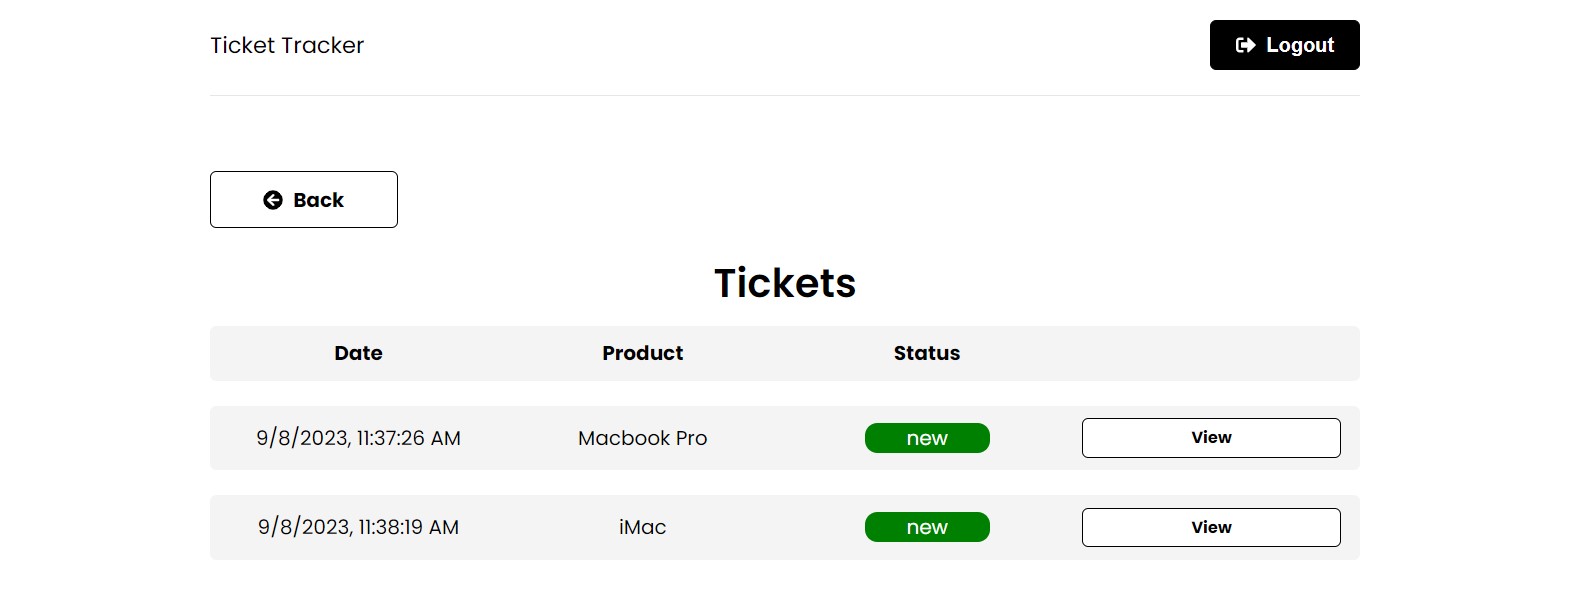 Ticket Tracker
Logout
Back
Tickets
Date Product Status
9/8/2023, 11:37:26 AM Macbook Pro new View
9/8/2023, 11:38:19 AM iMac new View